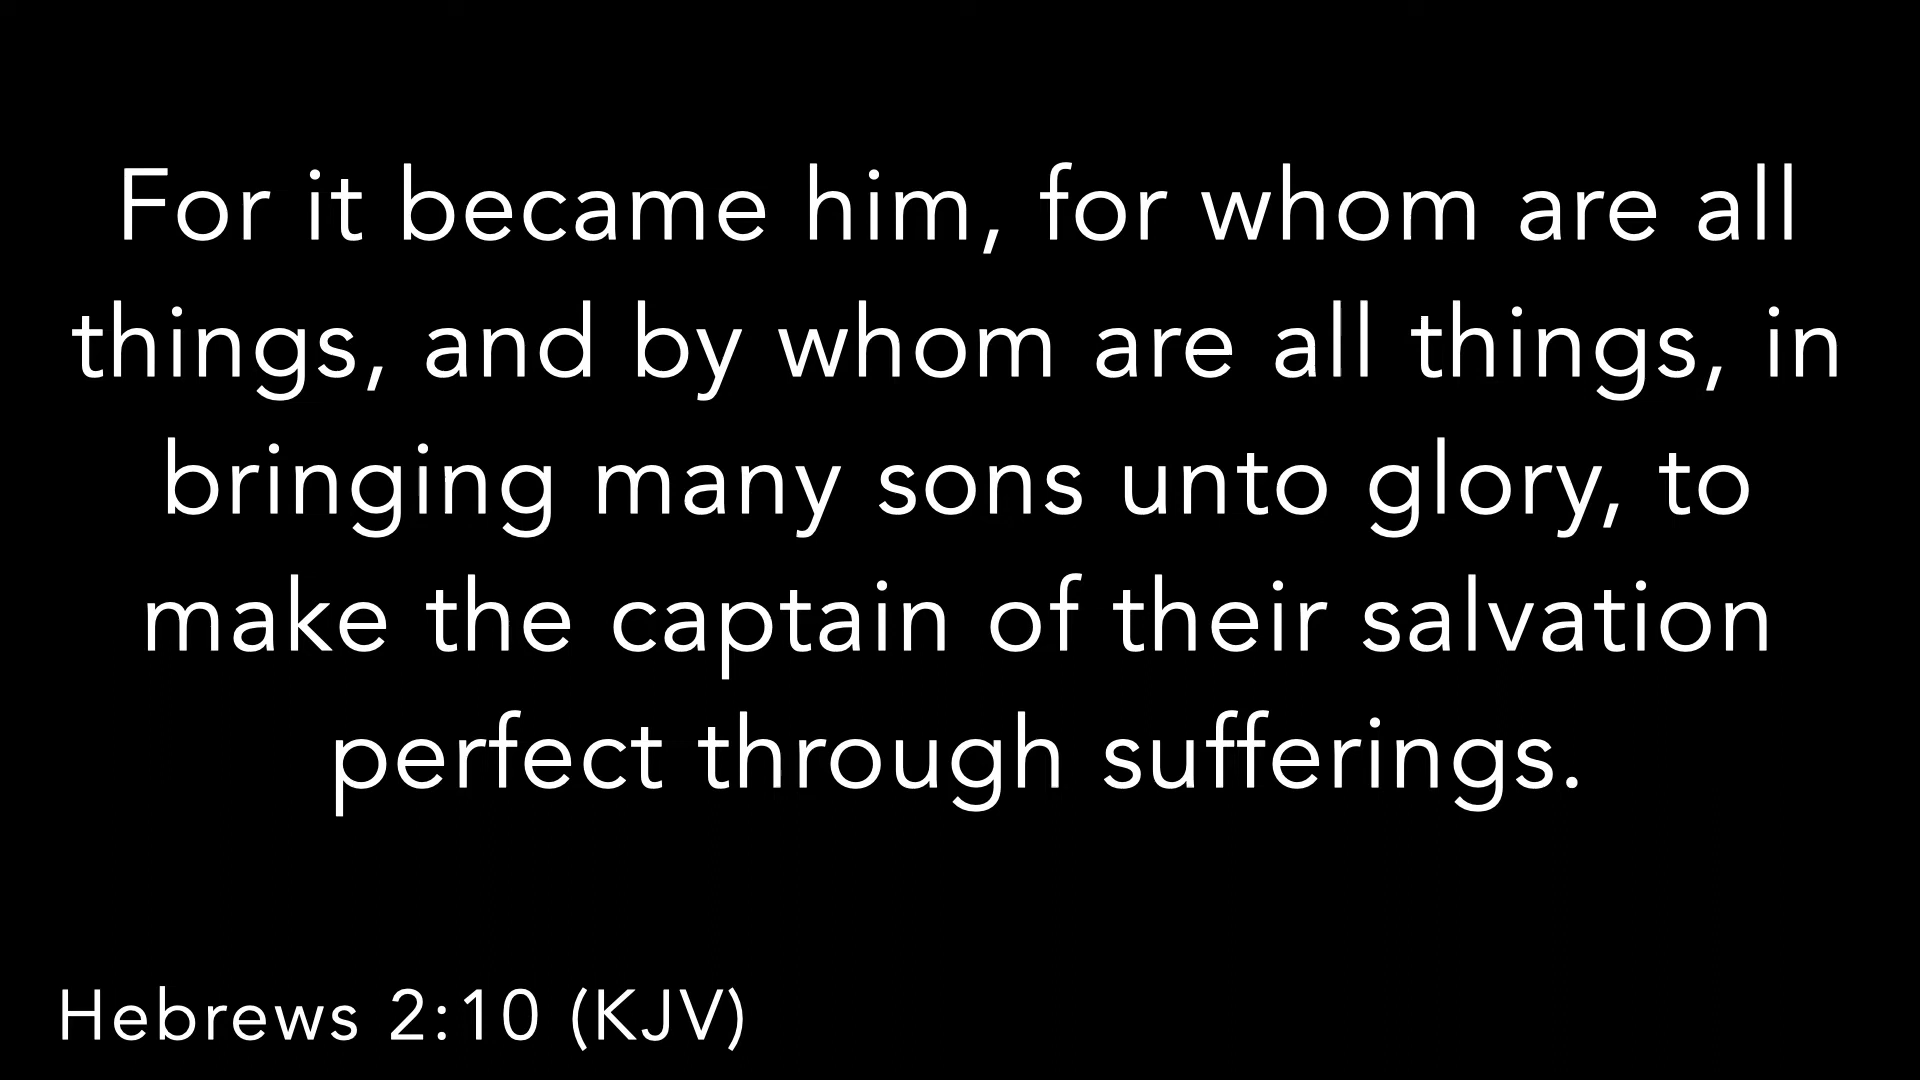 For it became him, for whom are all
things, and by whom are all things, in
bringing many sons unto glory, to
make the captain of their salvation
perfect through sufferings.
Hebrews 2:10 (KJV)